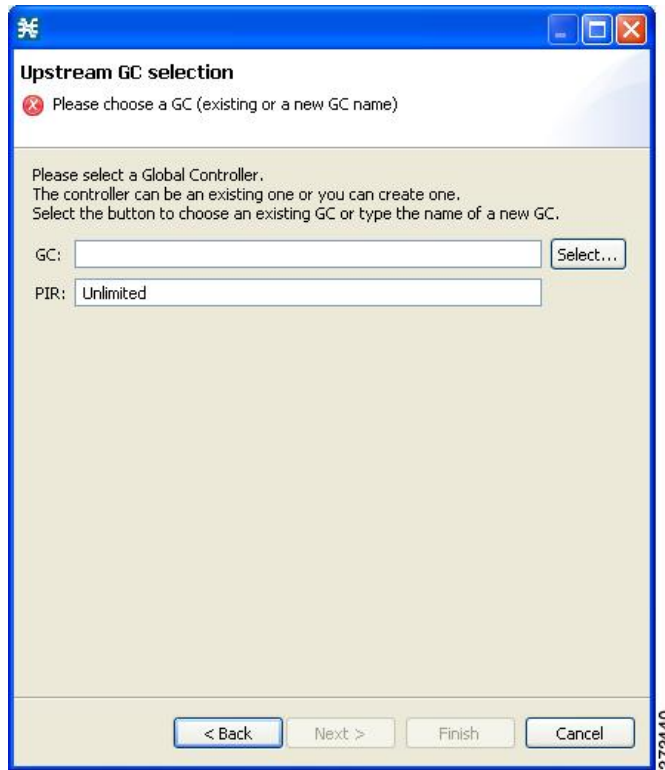 Upstream GC selection
Please choose a GC (existing or a new GC name)
Please select a Global Controller.
The controller can be an existing one or you can create one.
Select the button to choose an existing GC or type the name of a new GC.
GC:
Select...
PIR: Unlimited
< Back
Next >
Finish
Cancel